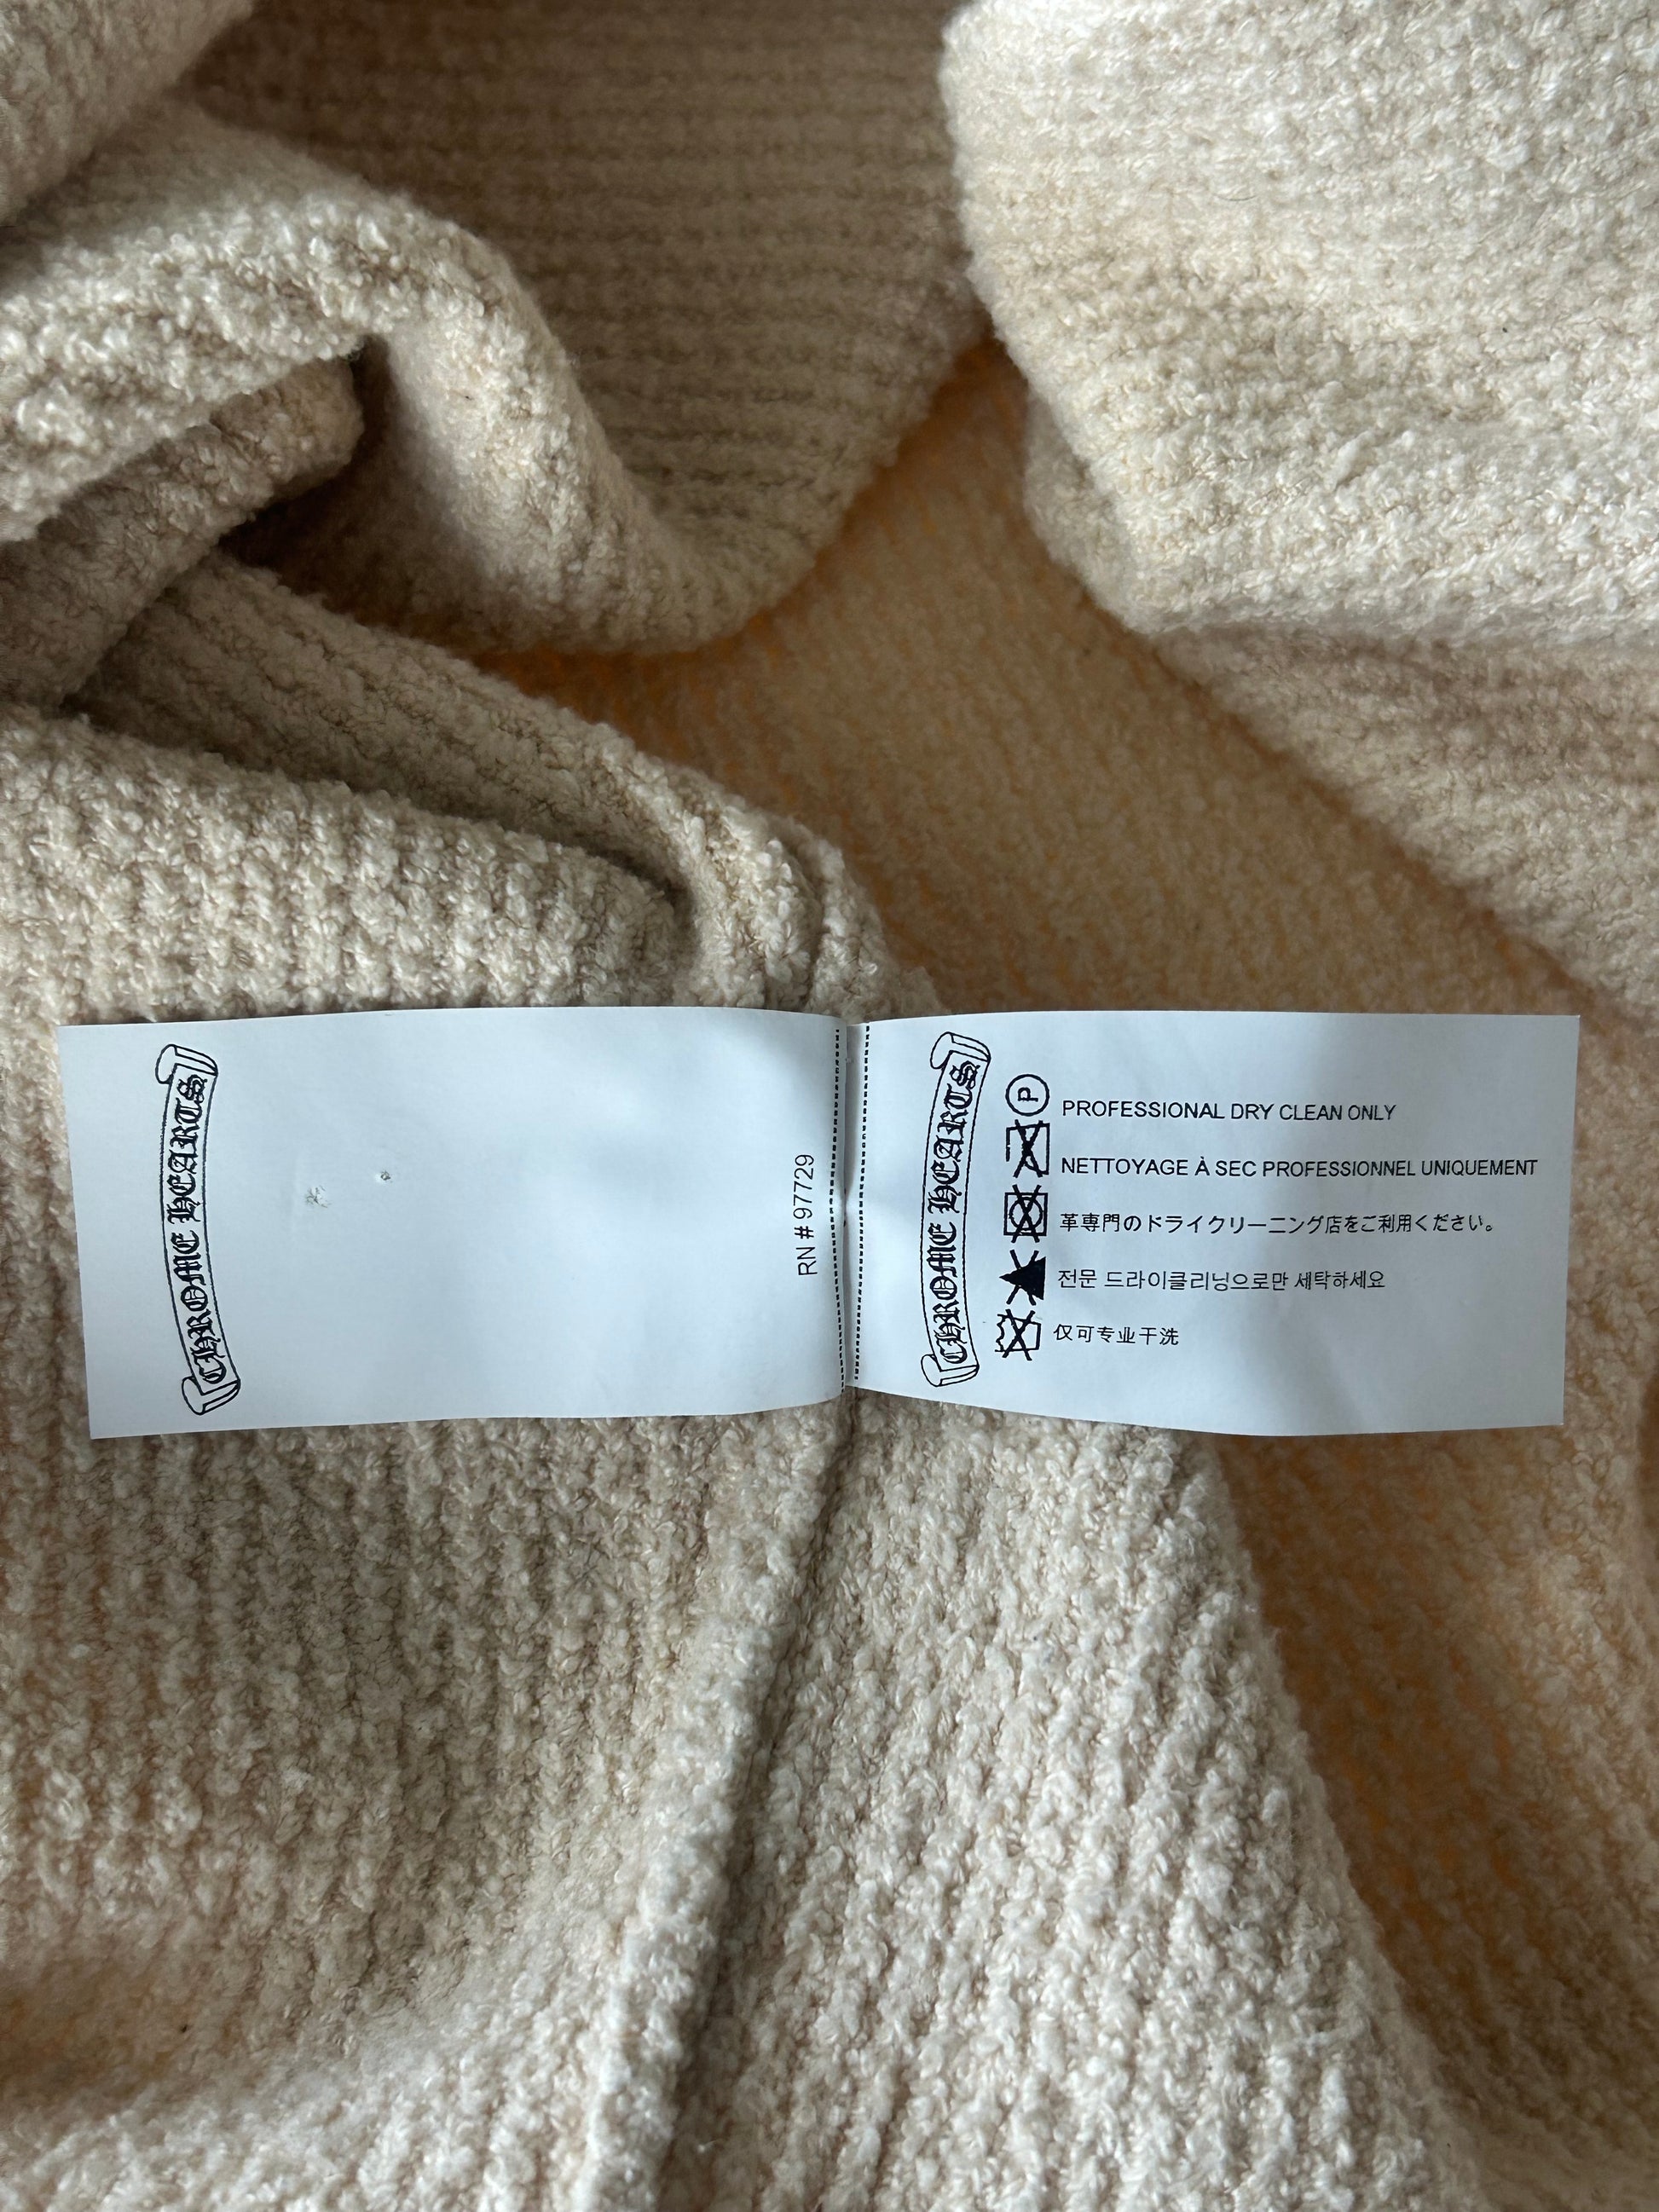 CHROME HEARTS
RN # 97729
CHROME HEARTS
P
PROFESSIONAL DRY CLEAN ONLY
NETTOYAGE À SEC PROFESSIONNEL UNIQUEMENT
革専門のドライクリーニング店をご利用ください。
전문 드라이클리닝으로만 세탁하세요
仅可专业干洗